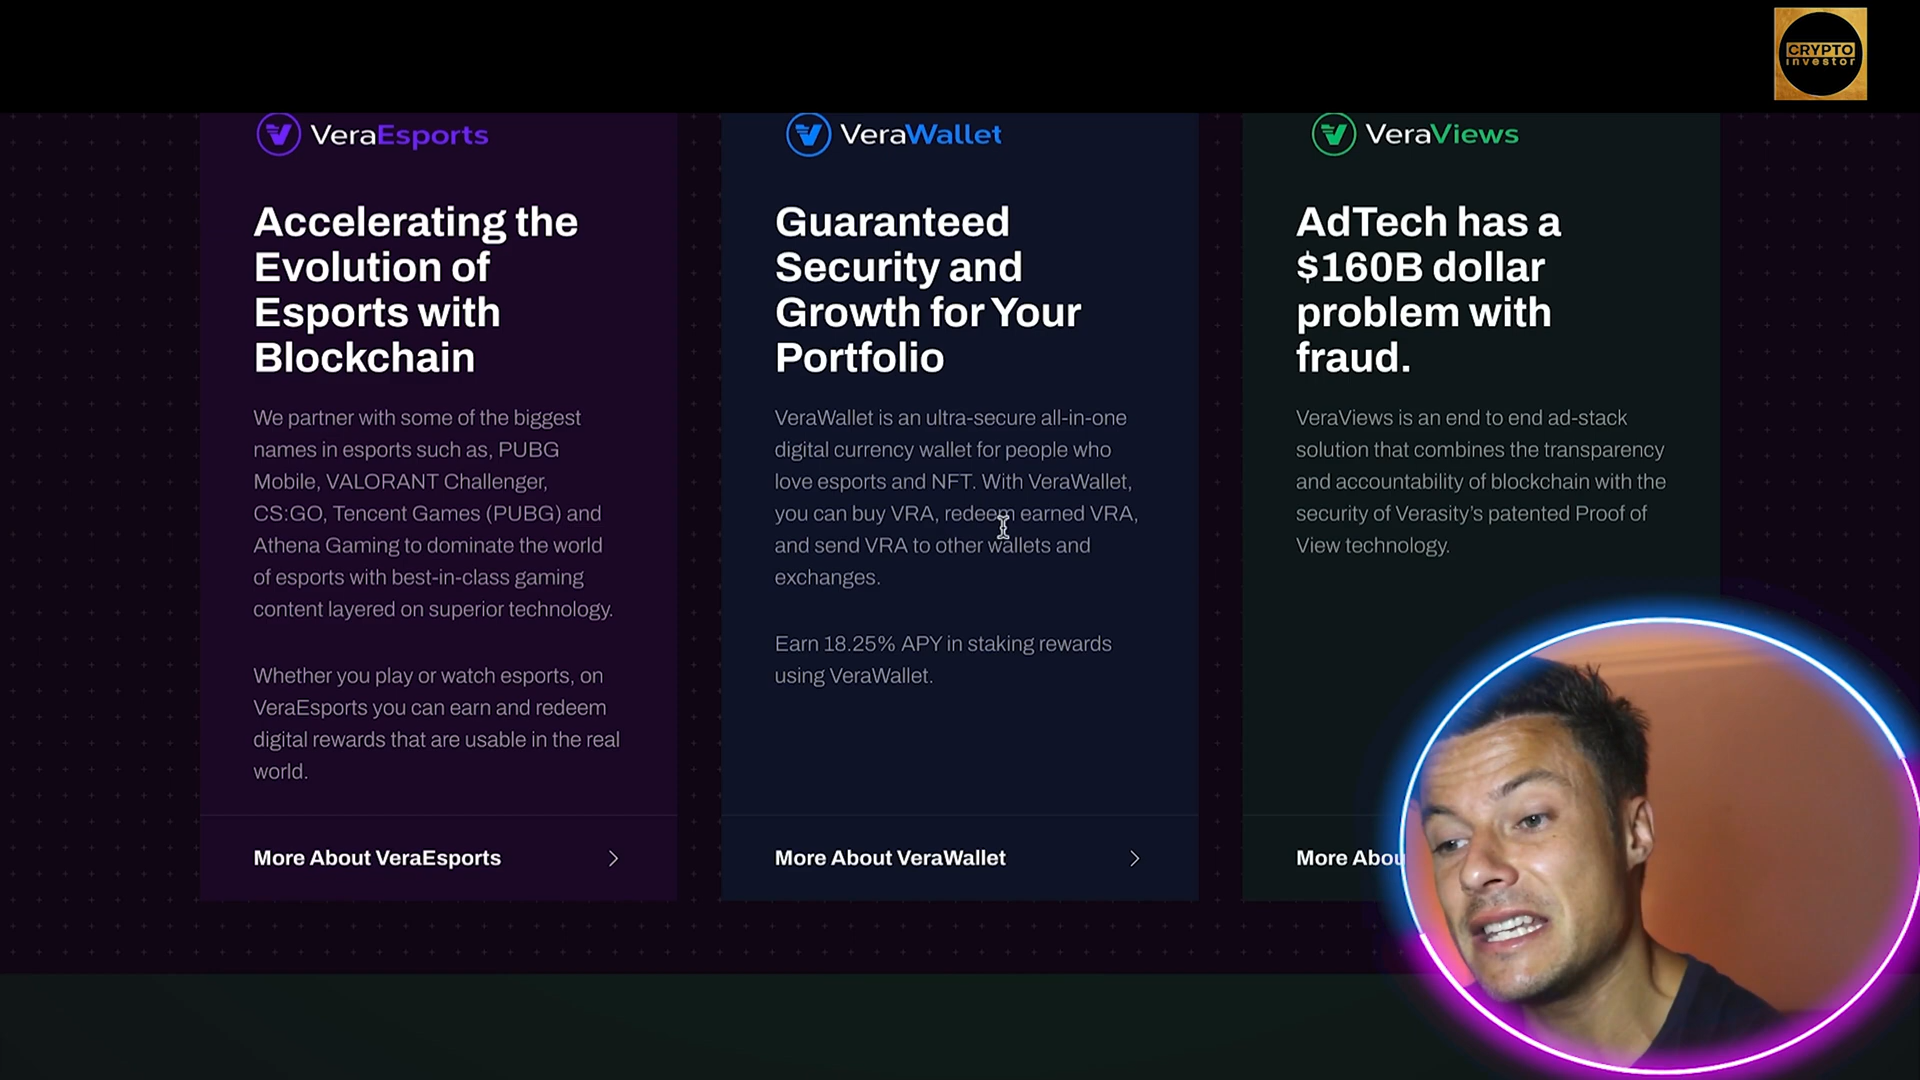 CRYPTO
investor
VeraEsports
Accelerating the
Evolution of
Esports with
Blockchain
We partner with some of the biggest
names in esports such as, PUBG
Mobile, VALORANT Challenger,
CS:GO, Tencent Games (PUBG) and
Athena Gaming to dominate the world
of esports with best-in-class gaming
content layered on superior technology.
Whether you play or watch esports, on
VeraEsports you can earn and redeem
digital rewards that are usable in the real
world.
More About VeraEsports
VeraWallet
Guaranteed
Security and
Growth for Your
Portfolio
VeraWallet is an ultra-secure all-in-one
digital currency wallet for people who
love esports and NFT. With VeraWallet,
you can buy VRA, redeem earned VRA,
and send VRA to other wallets and
exchanges.
Earn 18.25% APY in staking rewards
using VeraWallet.
More About VeraWallet
VeraViews
AdTech has a
$160B dollar
problem with
fraud.
VeraViews is an end to end ad-stack
solution that combines the transparency
and accountability of blockchain with the
security of Verasity’s patented Proof of
View technology.
More Abou